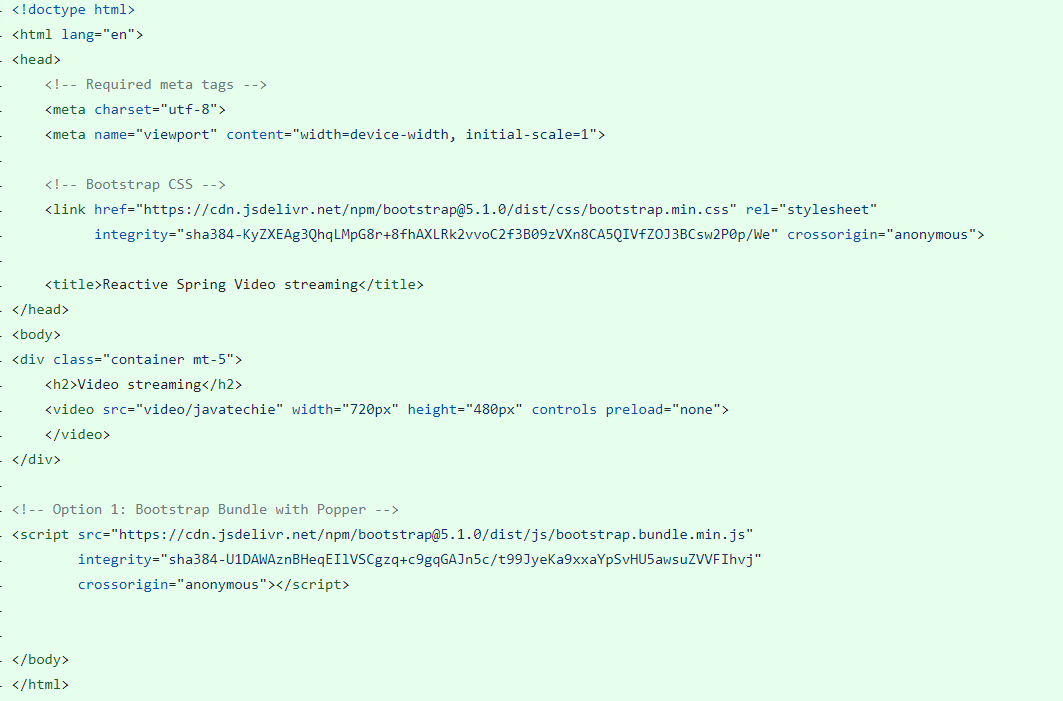 <!doctype html>
<html lang="en">
<head>
    <!-- Required meta tags -->
    <meta charset="utf-8">
    <meta name="viewport" content="width=device-width, initial-scale=1">

    <!-- Bootstrap CSS -->
    <link href="https://cdn.jsdelivr.net/npm/bootstrap@5.1.0/dist/css/bootstrap.min.css" rel="stylesheet"
          integrity="sha384-KyZXEAg3QhqLMpG8r+8fhAXLRk2vvoC2f3B09zVXn8CA5QIVfZOJ3BCsw2P0p/We" crossorigin="anonymous">

    <title>Reactive Spring Video streaming</title>
</head>
<body>
<div class="container mt-5">
    <h2>Video streaming</h2>
    <video src="video/javatechie" width="720px" height="480px" controls preload="none">
    </video>
</div>

<!-- Option 1: Bootstrap Bundle with Popper -->
<script src="https://cdn.jsdelivr.net/npm/bootstrap@5.1.0/dist/js/bootstrap.bundle.min.js"
        integrity="sha384-U1DAWAznBHeqEIlVSCgzq+c9gqGAJn5c/t99JyeKa9xxaYpSvHU5awsuZVVFIhvj"
        crossorigin="anonymous"></script>


</body>
</html>